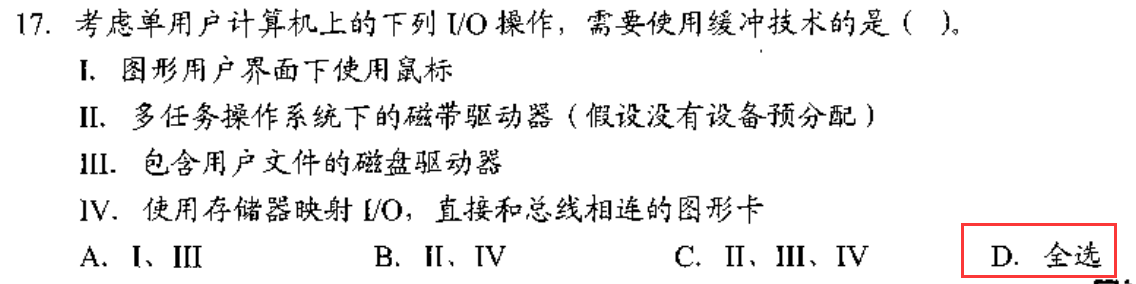 17. 考虑单用户计算机上的下列 I/O 操作，需要使用缓冲技术的是（ ）。
I. 图形用户界面下使用鼠标
II. 多任务操作系统下的磁带驱动器（假设没有设备预分配）
III. 包含用户文件的磁盘驱动器
IV. 使用存储器映射 I/O，直接和总线相连的图形卡
A. I、III B. II、IV C. II、III、IV D. 全选